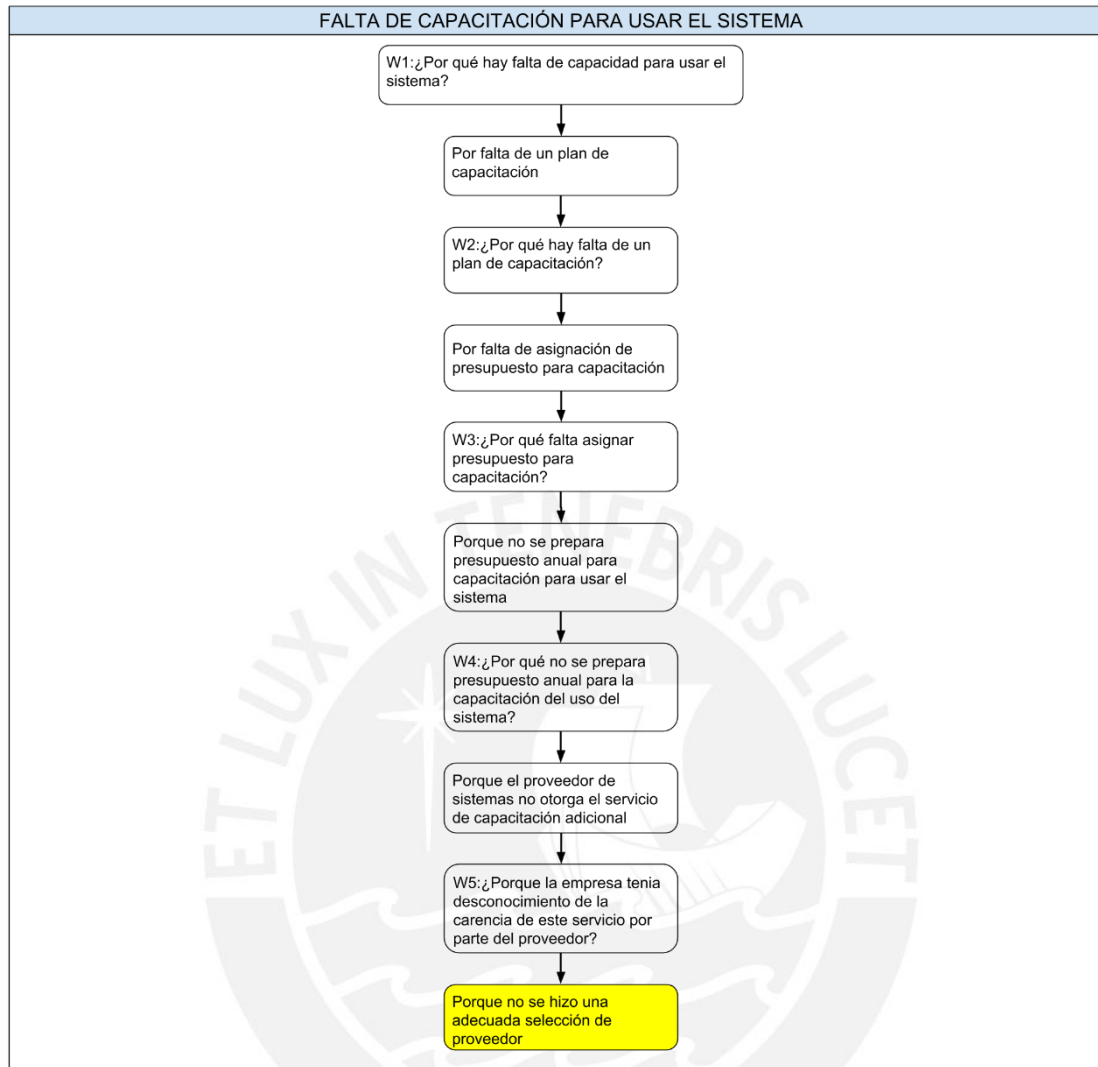 FALTA DE CAPACITACIÓN PARA USAR EL SISTEMA
W1:¿Por qué hay falta de capacidad para usar el
sistema?
Por falta de un plan de
capacitación
W2:¿Por qué hay falta de un
plan de capacitación?
Por falta de asignación de
presupuesto para capacitación
W3:¿Por qué falta asignar
presupuesto para
capacitación?
Porque no se prepara
presupuesto anual para
capacitación para usar el
sistema
W4:¿Por qué no se prepara
presupuesto anual para la
capacitación del uso del
sistema?
Porque el proveedor de
sistemas no otorga el servicio
de capacitación adicional
W5:¿Porque la empresa tenia
desconocimiento de la
carencia de este servicio por
parte del proveedor?
Porque no se hizo una
adecuada selección de
proveedor
ET LUX IN TENEBRIS LUCET